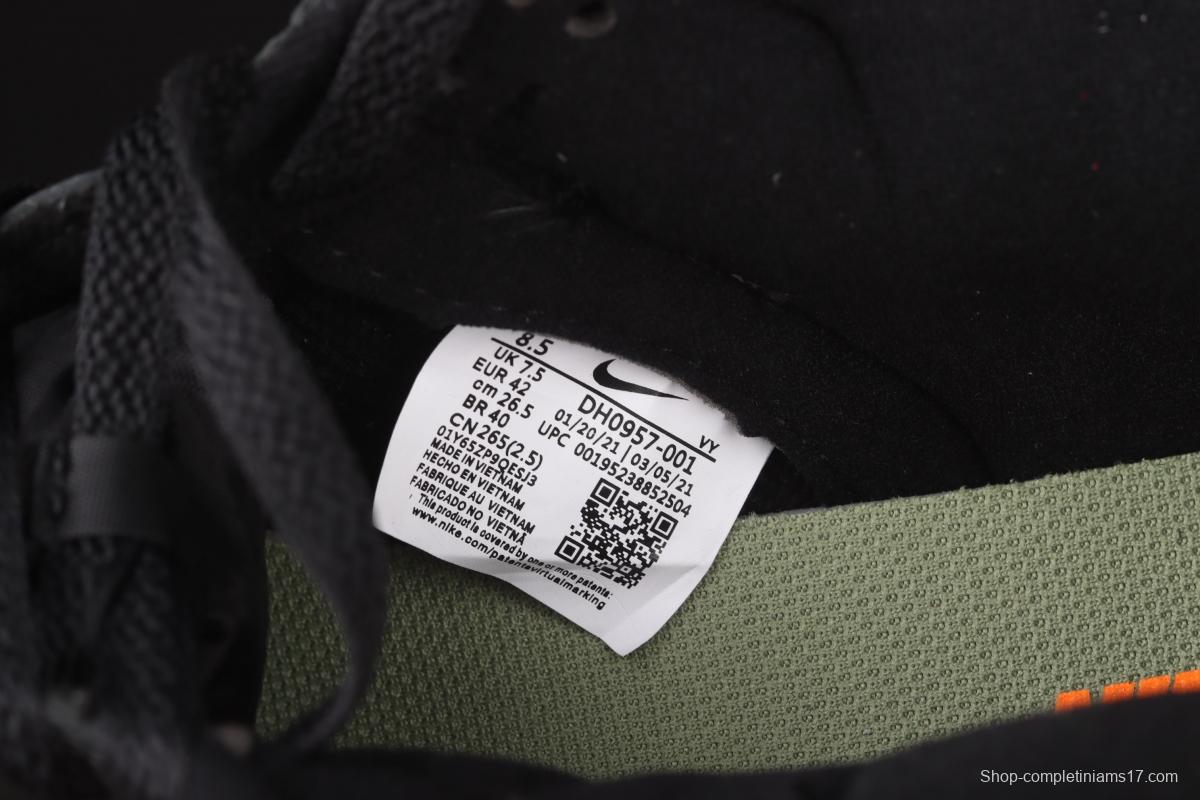 8.5
UK 7.5
EUR 42
cm 26.5
BR 40
CN 265(2.5)
01Y65ZP9QESJ3
MADE IN VIETNAM
HECHO EN VIETNAM
FABRIQUE AU VIETNAM
FABRICADO NO VIETNÃ
VY
DH0957-001
01/20/21 | 03/05/21
UPC 00195238852504
This product is covered by one or more patents:
www.nike.com/patentsvirtualmarking
Shop-completiniams17.com